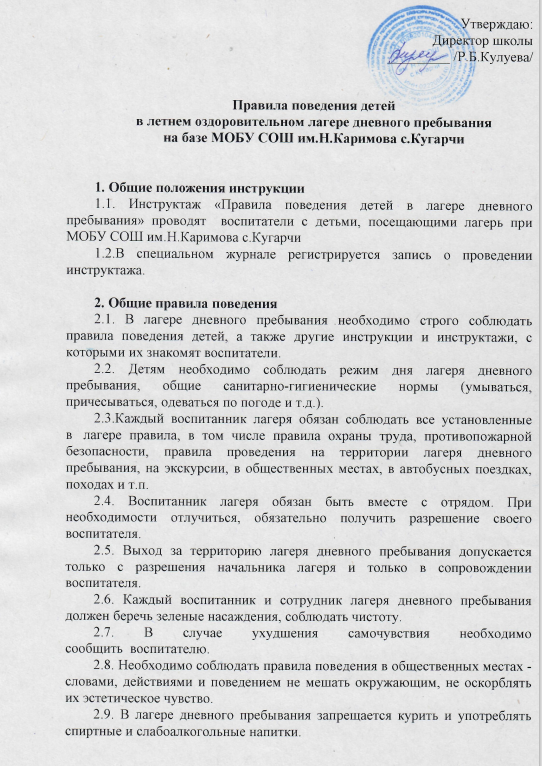 Утверждаю:
Директор школы
/Р.Б.Кулуева/
Правила поведения детей
в летнем оздоровительном лагере дневного пребывания
на базе МОБУ СОШ им.Н.Каримова с.Кугарчи
1. Общие положения инструкции
1.1. Инструктаж «Правила поведения детей в лагере дневного
пребывания» проводят воспитатели с детьми, посещающими лагерь при
МОБУ СОШ им.Н.Каримова с.Кугарчи
1.2.В специальном журнале регистрируется запись о проведении
инструктажа.
2. Общие правила поведения
2.1. В лагере дневного пребывания необходимо строго соблюдать
правила поведения детей, а также другие инструкции и инструктажи, с
которыми их знакомят воспитатели.
2.2. Детям необходимо соблюдать режим дня лагеря дневного
пребывания, общие санитарно-гигиенические нормы (умываться,
причесываться, одеваться по погоде и т.д.).
2.3.Каждый воспитанник лагеря обязан соблюдать все установленные
в лагере правила, в том числе правила охраны труда, противопожарной
безопасности, правила проведения на территории лагеря дневного
пребывания, на экскурсии, в общественных местах, в автобусных поездках,
походах и т.п.
2.4. Воспитанник лагеря обязан быть вместе с отрядом. При
необходимости отлучиться, обязательно получить разрешение своего
воспитателя.
2.5. Выход за территорию лагеря дневного пребывания допускается
только с разрешения начальника лагеря и только в сопровождении
воспитателя.
2.6. Каждый воспитанник и сотрудник лагеря дневного пребывания
должен беречь зеленые насаждения, соблюдать чистоту.
2.7. В случае ухудшения самочувствия необходимо
сообщить воспитателю.
2.8. Необходимо соблюдать правила поведения в общественных местах -
словами, действиями и поведением не мешать окружающим, не оскорблять
их эстетическое чувство.
2.9. В лагере дневного пребывания запрещается курить и употреблять
спиртные и слабоалкогольные напитки.